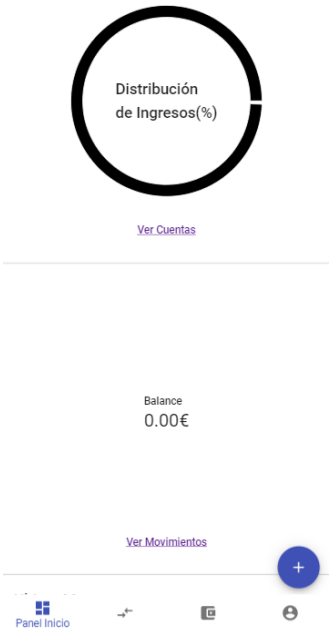 Distribución
de Ingresos(%)
Ver Cuentas
Balance
0.00€
Ver Movimientos
+
Panel Inicio